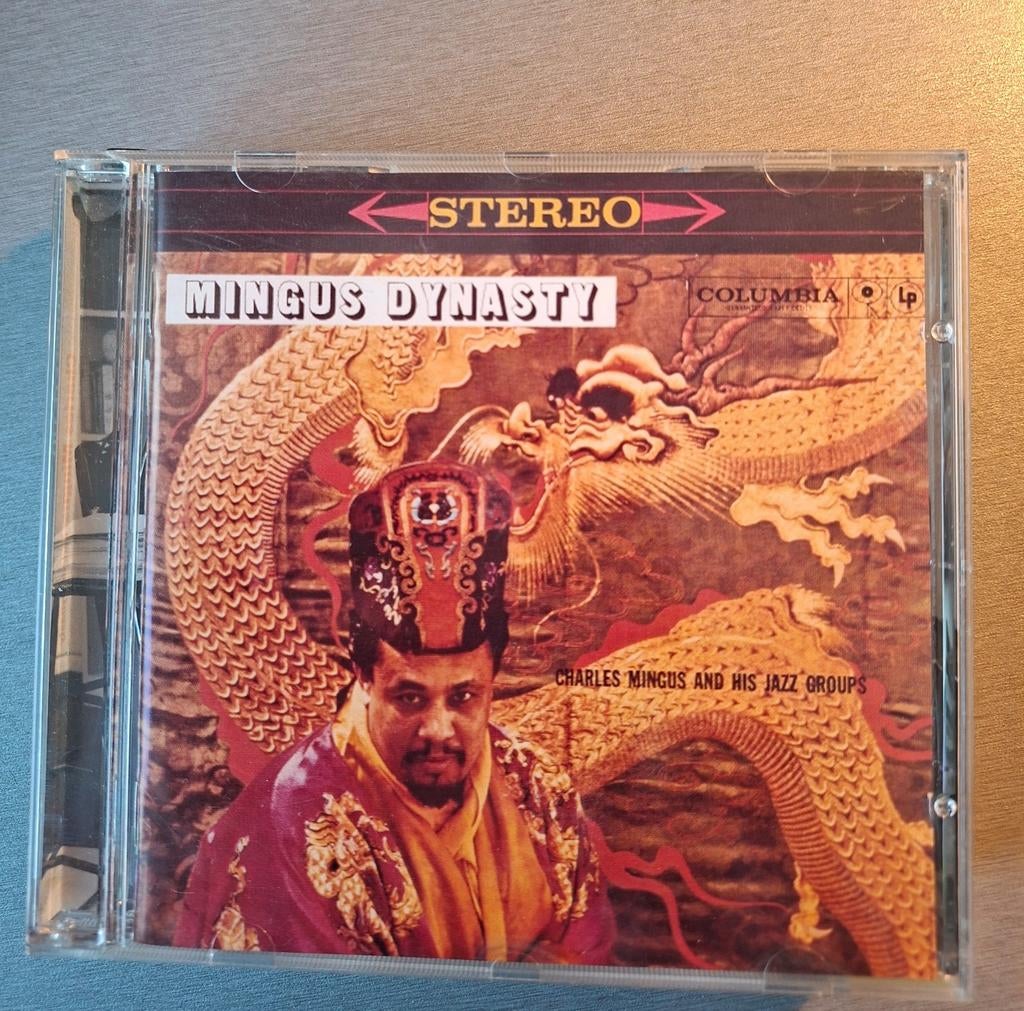 STEREO
MINGUS DYNASTY
COLUMBIA
Lp
CHARLES MINGUS AND HIS JAZZ GROUPS